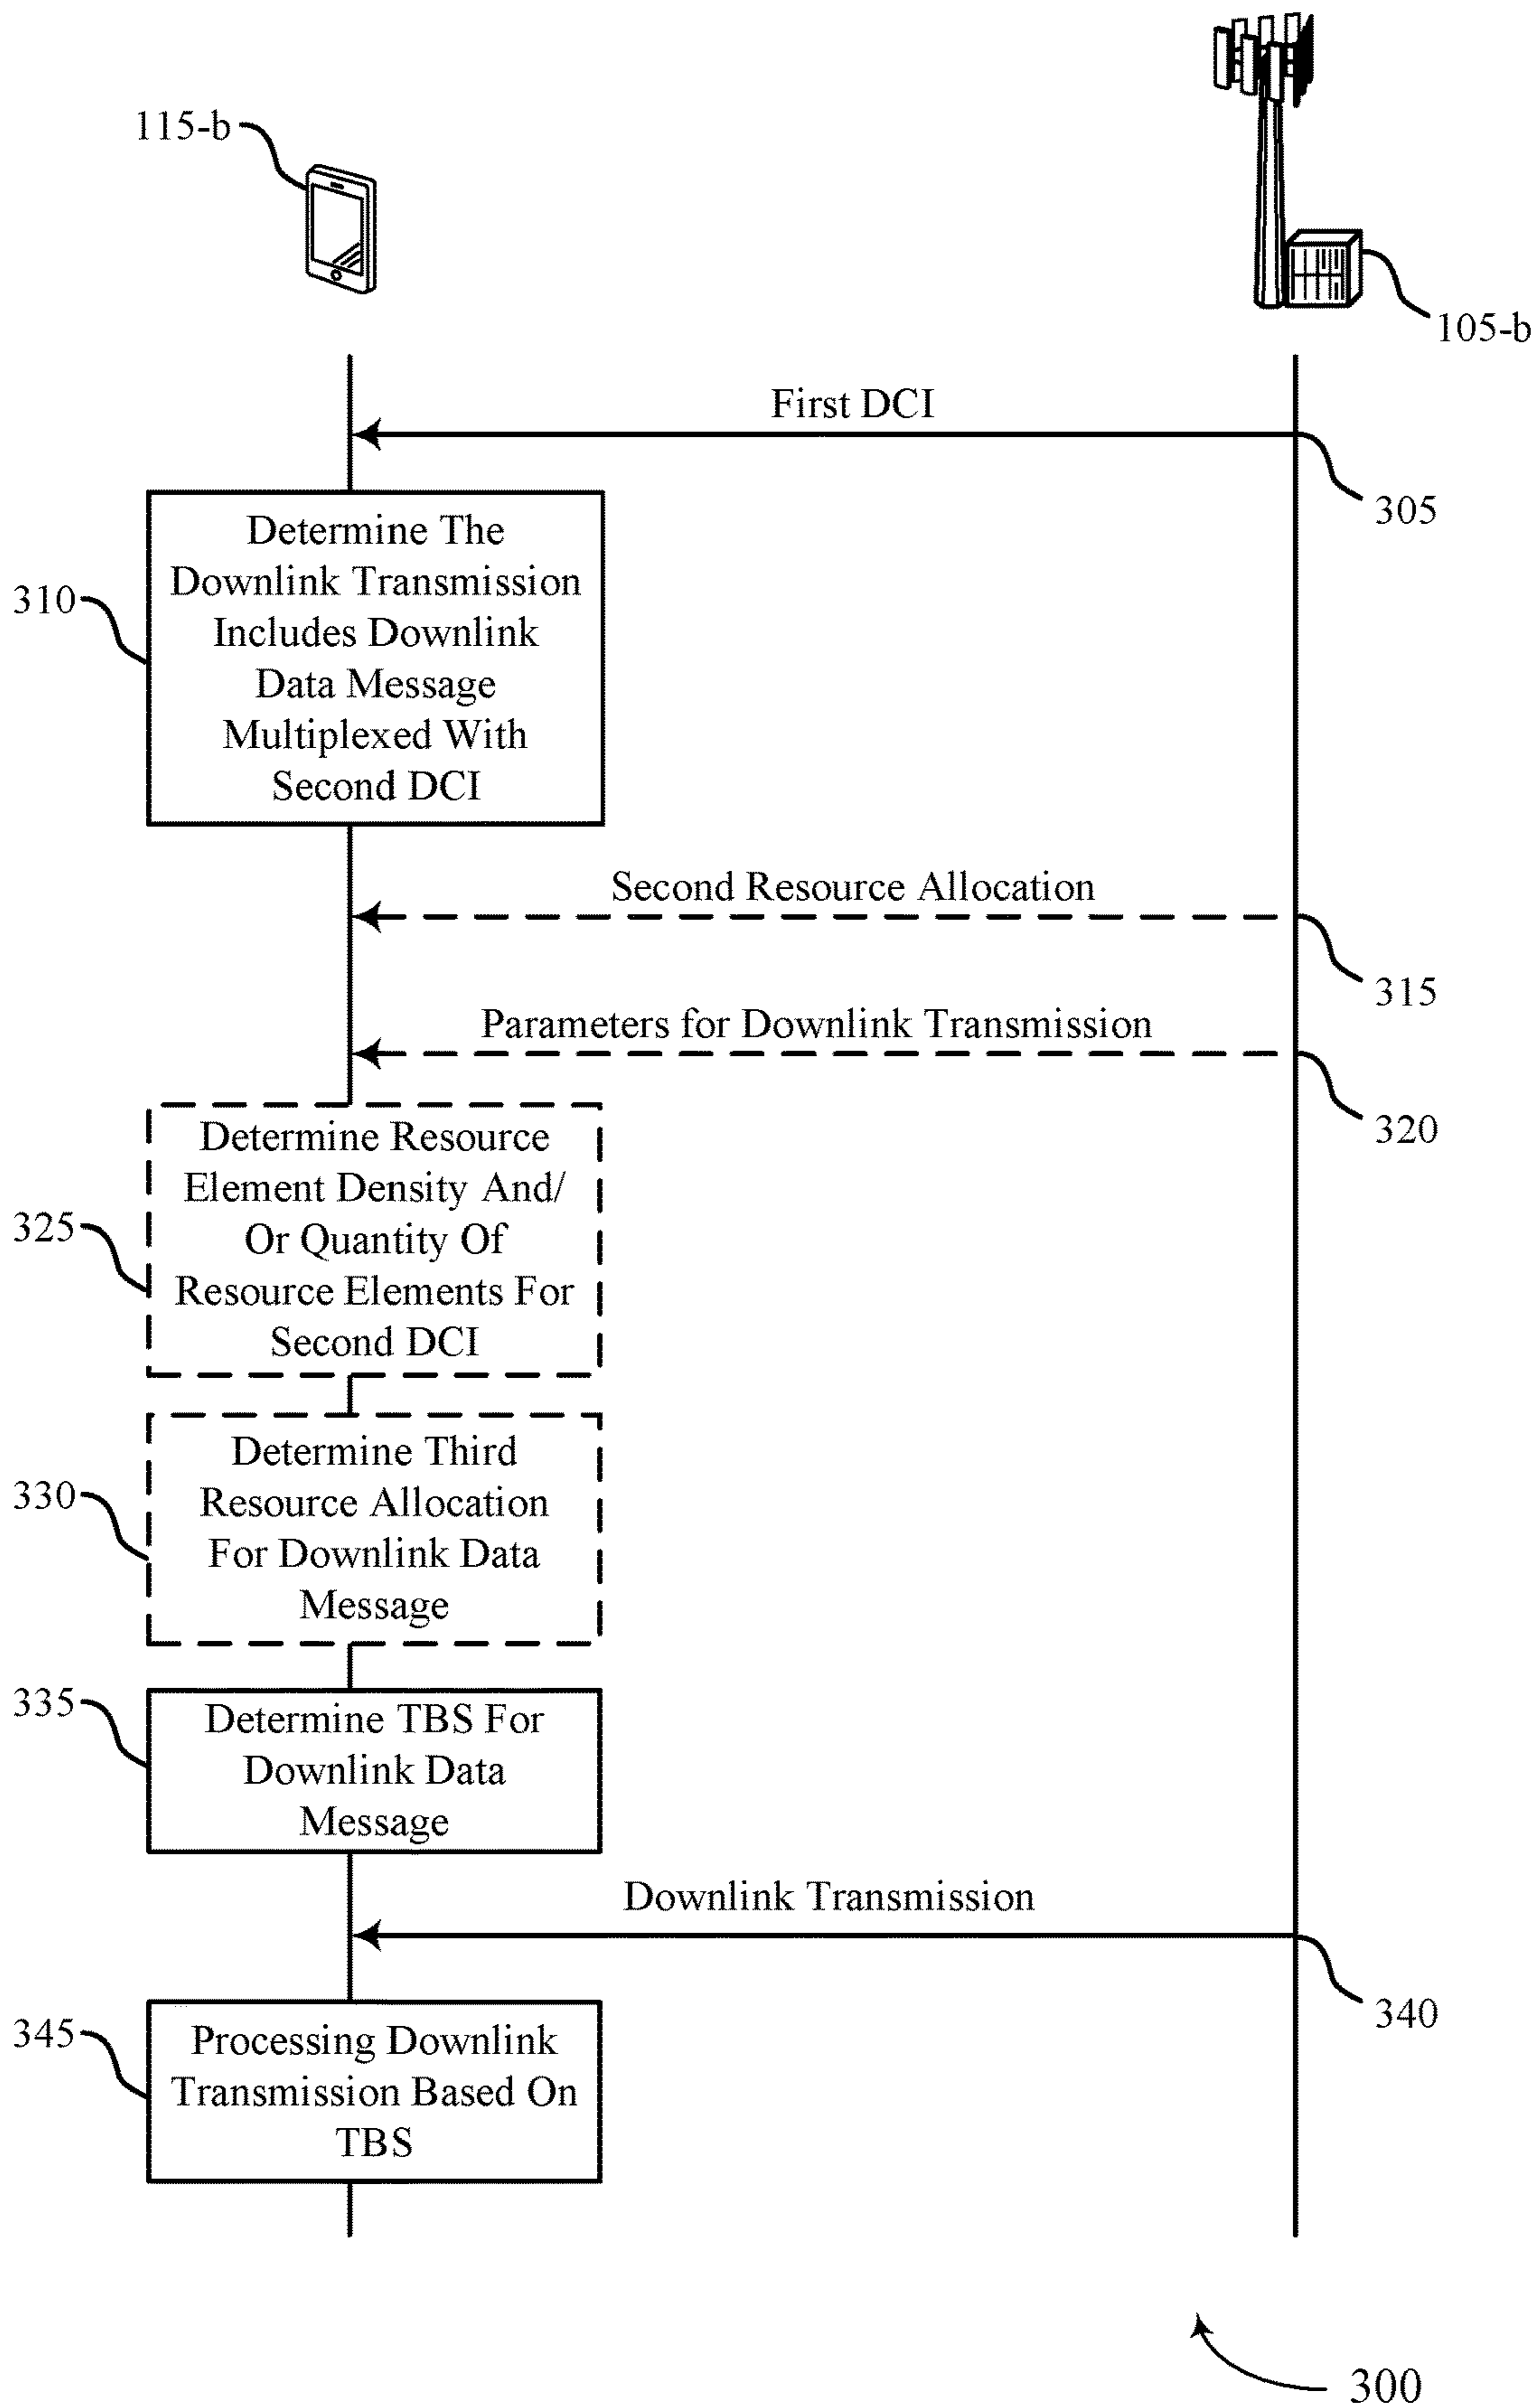 115-b
105-b
First DCI
305
310
Determine The
Downlink Transmission
Includes Downlink
Data Message
Multiplexed With
Second DCI
Second Resource Allocation
315
Parameters for Downlink Transmission
320
325
Determine Resource
Element Density And/
Or Quantity Of
Resource Elements For
Second DCI
330
Determine Third
Resource Allocation
For Downlink Data
Message
335
Determine TBS For
Downlink Data
Message
Downlink Transmission
340
345
Processing Downlink
Transmission Based On
TBS
300